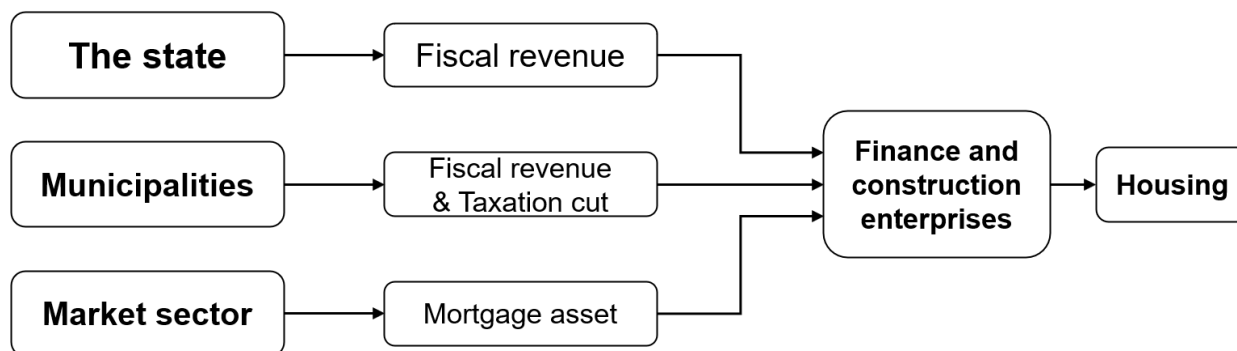 The state
Fiscal revenue
Municipalities
Fiscal revenue
& Taxation cut
Market sector
Mortgage asset
Finance and
construction
enterprises
Housing